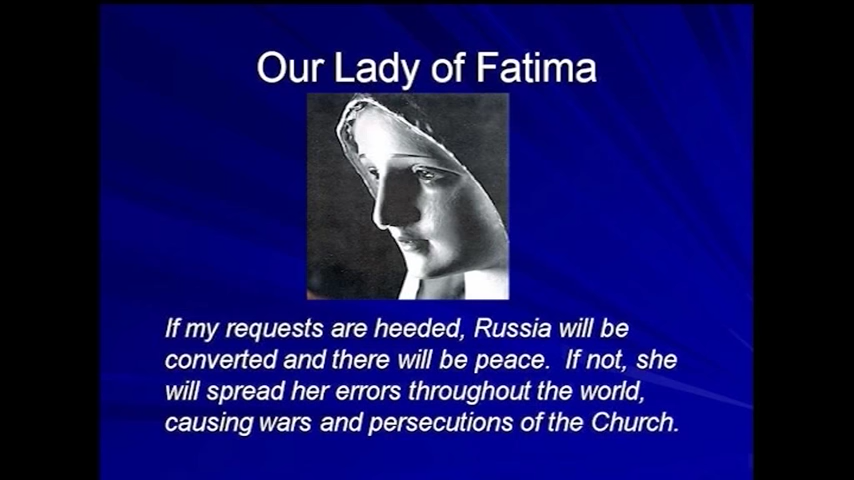 Our Lady of Fatima
If my requests are heeded, Russia will be
converted and there will be peace.  If not, she
will spread her errors throughout the world,
causing wars and persecutions of the Church.